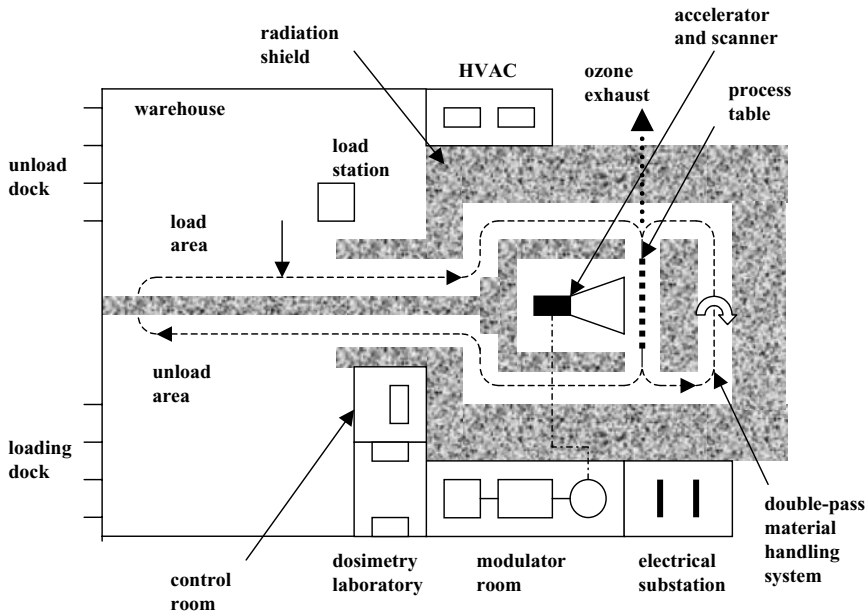 accelerator
and scanner
radiation
shield
HVAC
ozone
exhaust
process
table
warehouse
load
station
unload
dock
load
area
unload
area
loading
dock
double-pass
material
handling
system
control
room
dosimetry
laboratory
modulator
room
electrical
substation